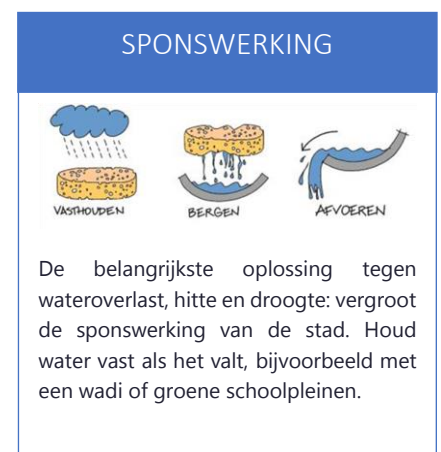 SPONSWERKING
VASTHOUDEN BERGEN AFVOEREN
De belangrijkste oplossing tegen
wateroverlast, hitte en droogte: vergroot
de sponswerking van de stad. Houd
water vast als het valt, bijvoorbeeld met
een wadi of groene schoolpleinen.